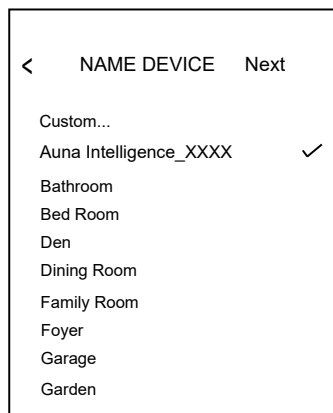 < NAME DEVICE Next
Custom...
Auna Intelligence_XXXX
Bathroom
Bed Room
Den
Dining Room
Family Room
Foyer
Garage
Garden